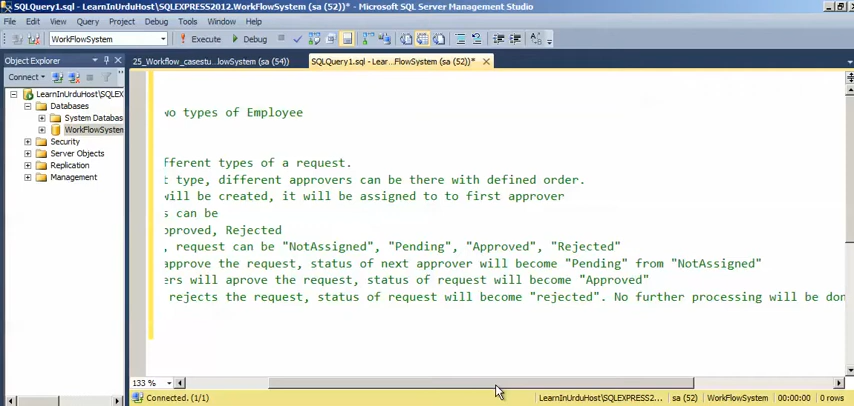 SQLQuery1.sql - LearnInUrduHost\SQLEXPRESS2012.WorkFlowSystem (sa (52))* - Microsoft SQL Server Management Studio
File Edit View Query Project Debug Tools Window Help
WorkFlowSystem Execute Debug
Object Explorer
25_Workflow_casestu...lowSystem (sa (54))
SQLQuery1.sql - Lear...FlowSystem (sa (52))*
Connect
LearnInUrduHost\SQLEX
Databases
System Databas
WorkFlowSystem
Security
Server Objects
Replication
Management
wo types of Employee
fferent types of a request.
t type, different approvers can be there with defined order.
will be created, it will be assigned to to first approver
s can be
pproved, Rejected
, request can be "NotAssigned", "Pending", "Approved", "Rejected"
approve the request, status of next approver will become "Pending" from "NotAssigned"
ers will aprove the request, status of request will become "Approved"
rejects the request, status of request will become "rejected". No further processing will be don
133 %
Connected. (1/1)
LearnInUrduHost\SQLEXPRESS2... sa (52) WorkFlowSystem 00:00:00 0 rows